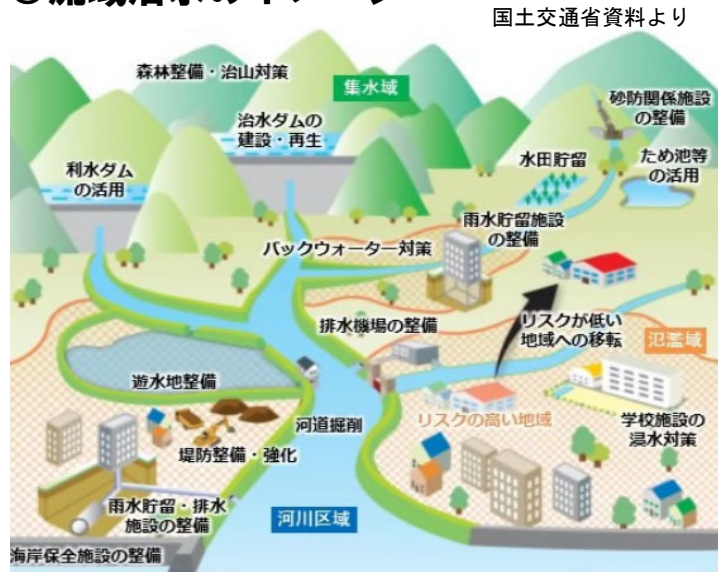 国土交通省資料より
森林整備・治山対策
集水域
砂防関係施設
の整備
治水ダムの
建設・再生
水田貯留
ため池等
の活用
利水ダム
の活用
雨水貯留施設
の整備
バックウォーター対策
排水機場の整備
リスクが低い
地域への移転
氾濫域
遊水地整備
リスクの高い地域
学校施設の
浸水対策
河道掘削
堤防整備・強化
雨水貯留・排水
施設の整備
河川区域
海岸保全施設の整備